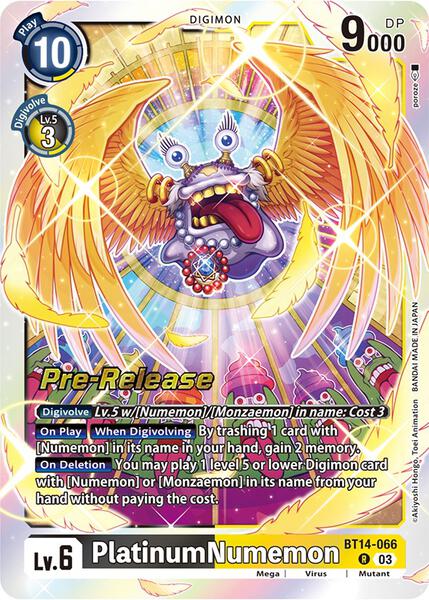 DIGIMON
Play
10
DP
9000
Digivolve
Lv.5
3
poroze
Pre-Release
Digivolve Lv.5 w/[Numemon]/[Monzaemon] in name: Cost 3
On Play When Digivolving By trashing 1 card with
[Numemon] in its name in your hand, gain 2 memory.
On Deletion You may play 1 level 5 or lower Digimon card
with [Numemon] or [Monzaemon] in its name from your
hand without paying the cost.
©Akiyoshi Hongo, Toei Animation BANDAI MADE IN JAPAN
BT14-066
Lv.6 PlatinumNumemon R 03
Mega Virus Mutant